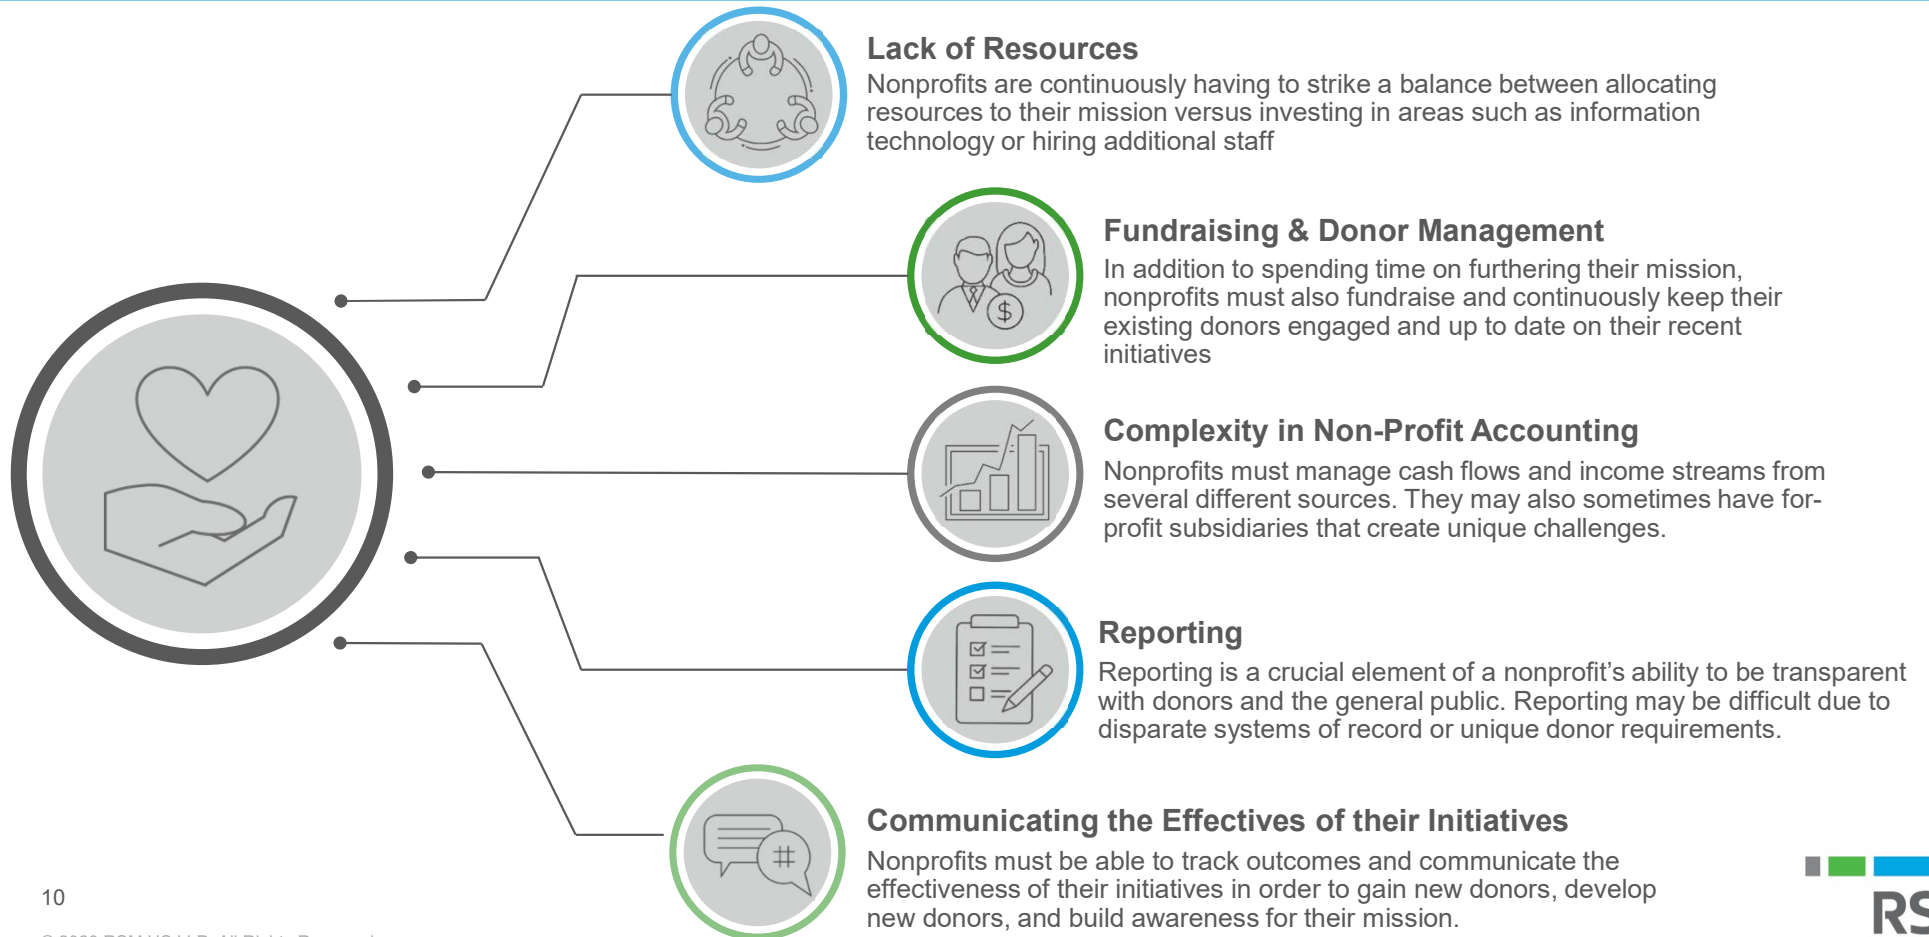 Lack of Resources
Nonprofits are continuously having to strike a balance between allocating
resources to their mission versus investing in areas such as information
technology or hiring additional staff
Fundraising & Donor Management
In addition to spending time on furthering their mission,
nonprofits must also fundraise and continuously keep their
existing donors engaged and up to date on their recent
initiatives
$
Complexity in Non-Profit Accounting
Nonprofits must manage cash flows and income streams from
several different sources. They may also sometimes have for-
profit subsidiaries that create unique challenges.
Reporting
Reporting is a crucial element of a nonprofit’s ability to be transparent
with donors and the general public. Reporting may be difficult due to
disparate systems of record or unique donor requirements.
Communicating the Effectives of their Initiatives
Nonprofits must be able to track outcomes and communicate the
effectiveness of their initiatives in order to gain new donors, develop
new donors, and build awareness for their mission.
#
10
RS